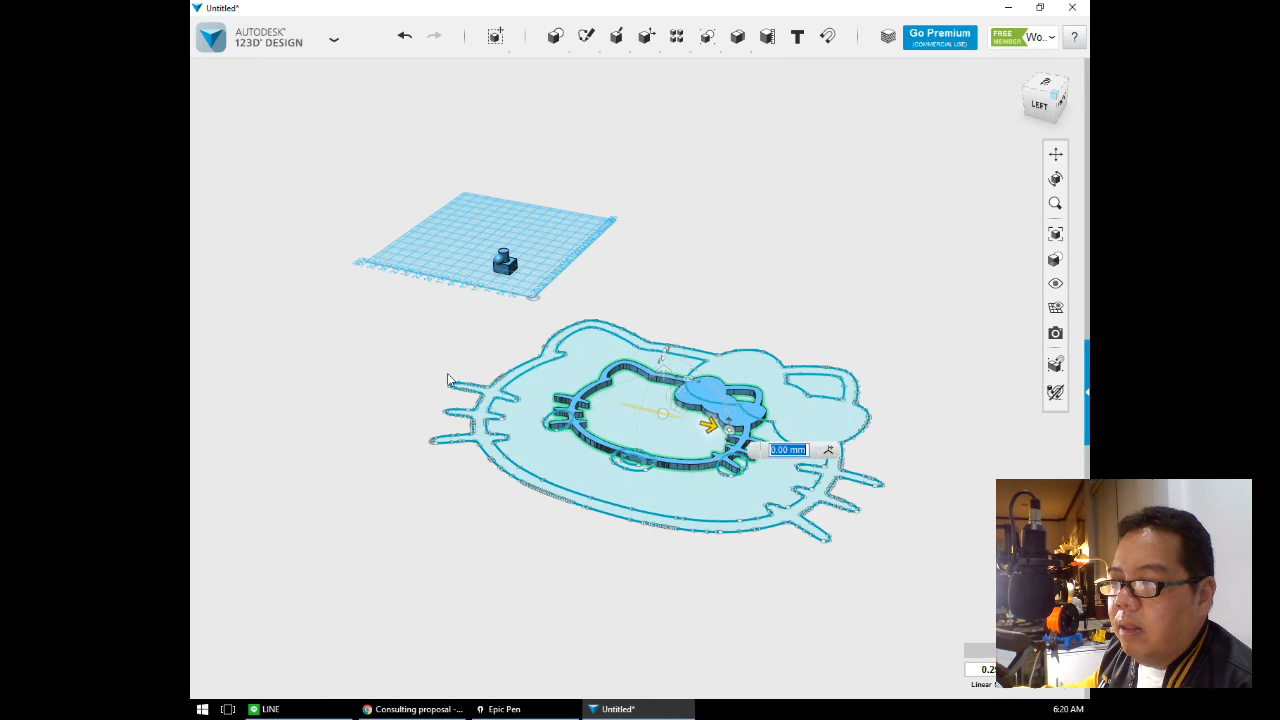 Untitled*
AUTODESK®
123D® DESIGN
Go Premium
(COMMERCIAL USE)
FREE
MEMBER
Wo..
?
LEFT
0.00 mm
0.25
Linear
LINE
Consulting proposal -...
Epic Pen
Untitled*
6:20 AM